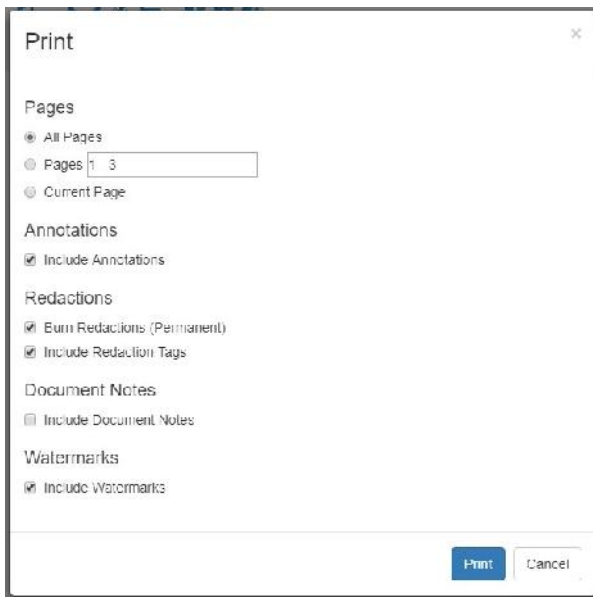 Print
×
Pages
All Pages
Pages 1 3
Current Page
Annotations
Include Annotations
Redactions
Burn Redactions (Permanent)
Include Redaction Tags
Document Notes
Include Document Notes
Watermarks
Include Watermarks
Print Cancel